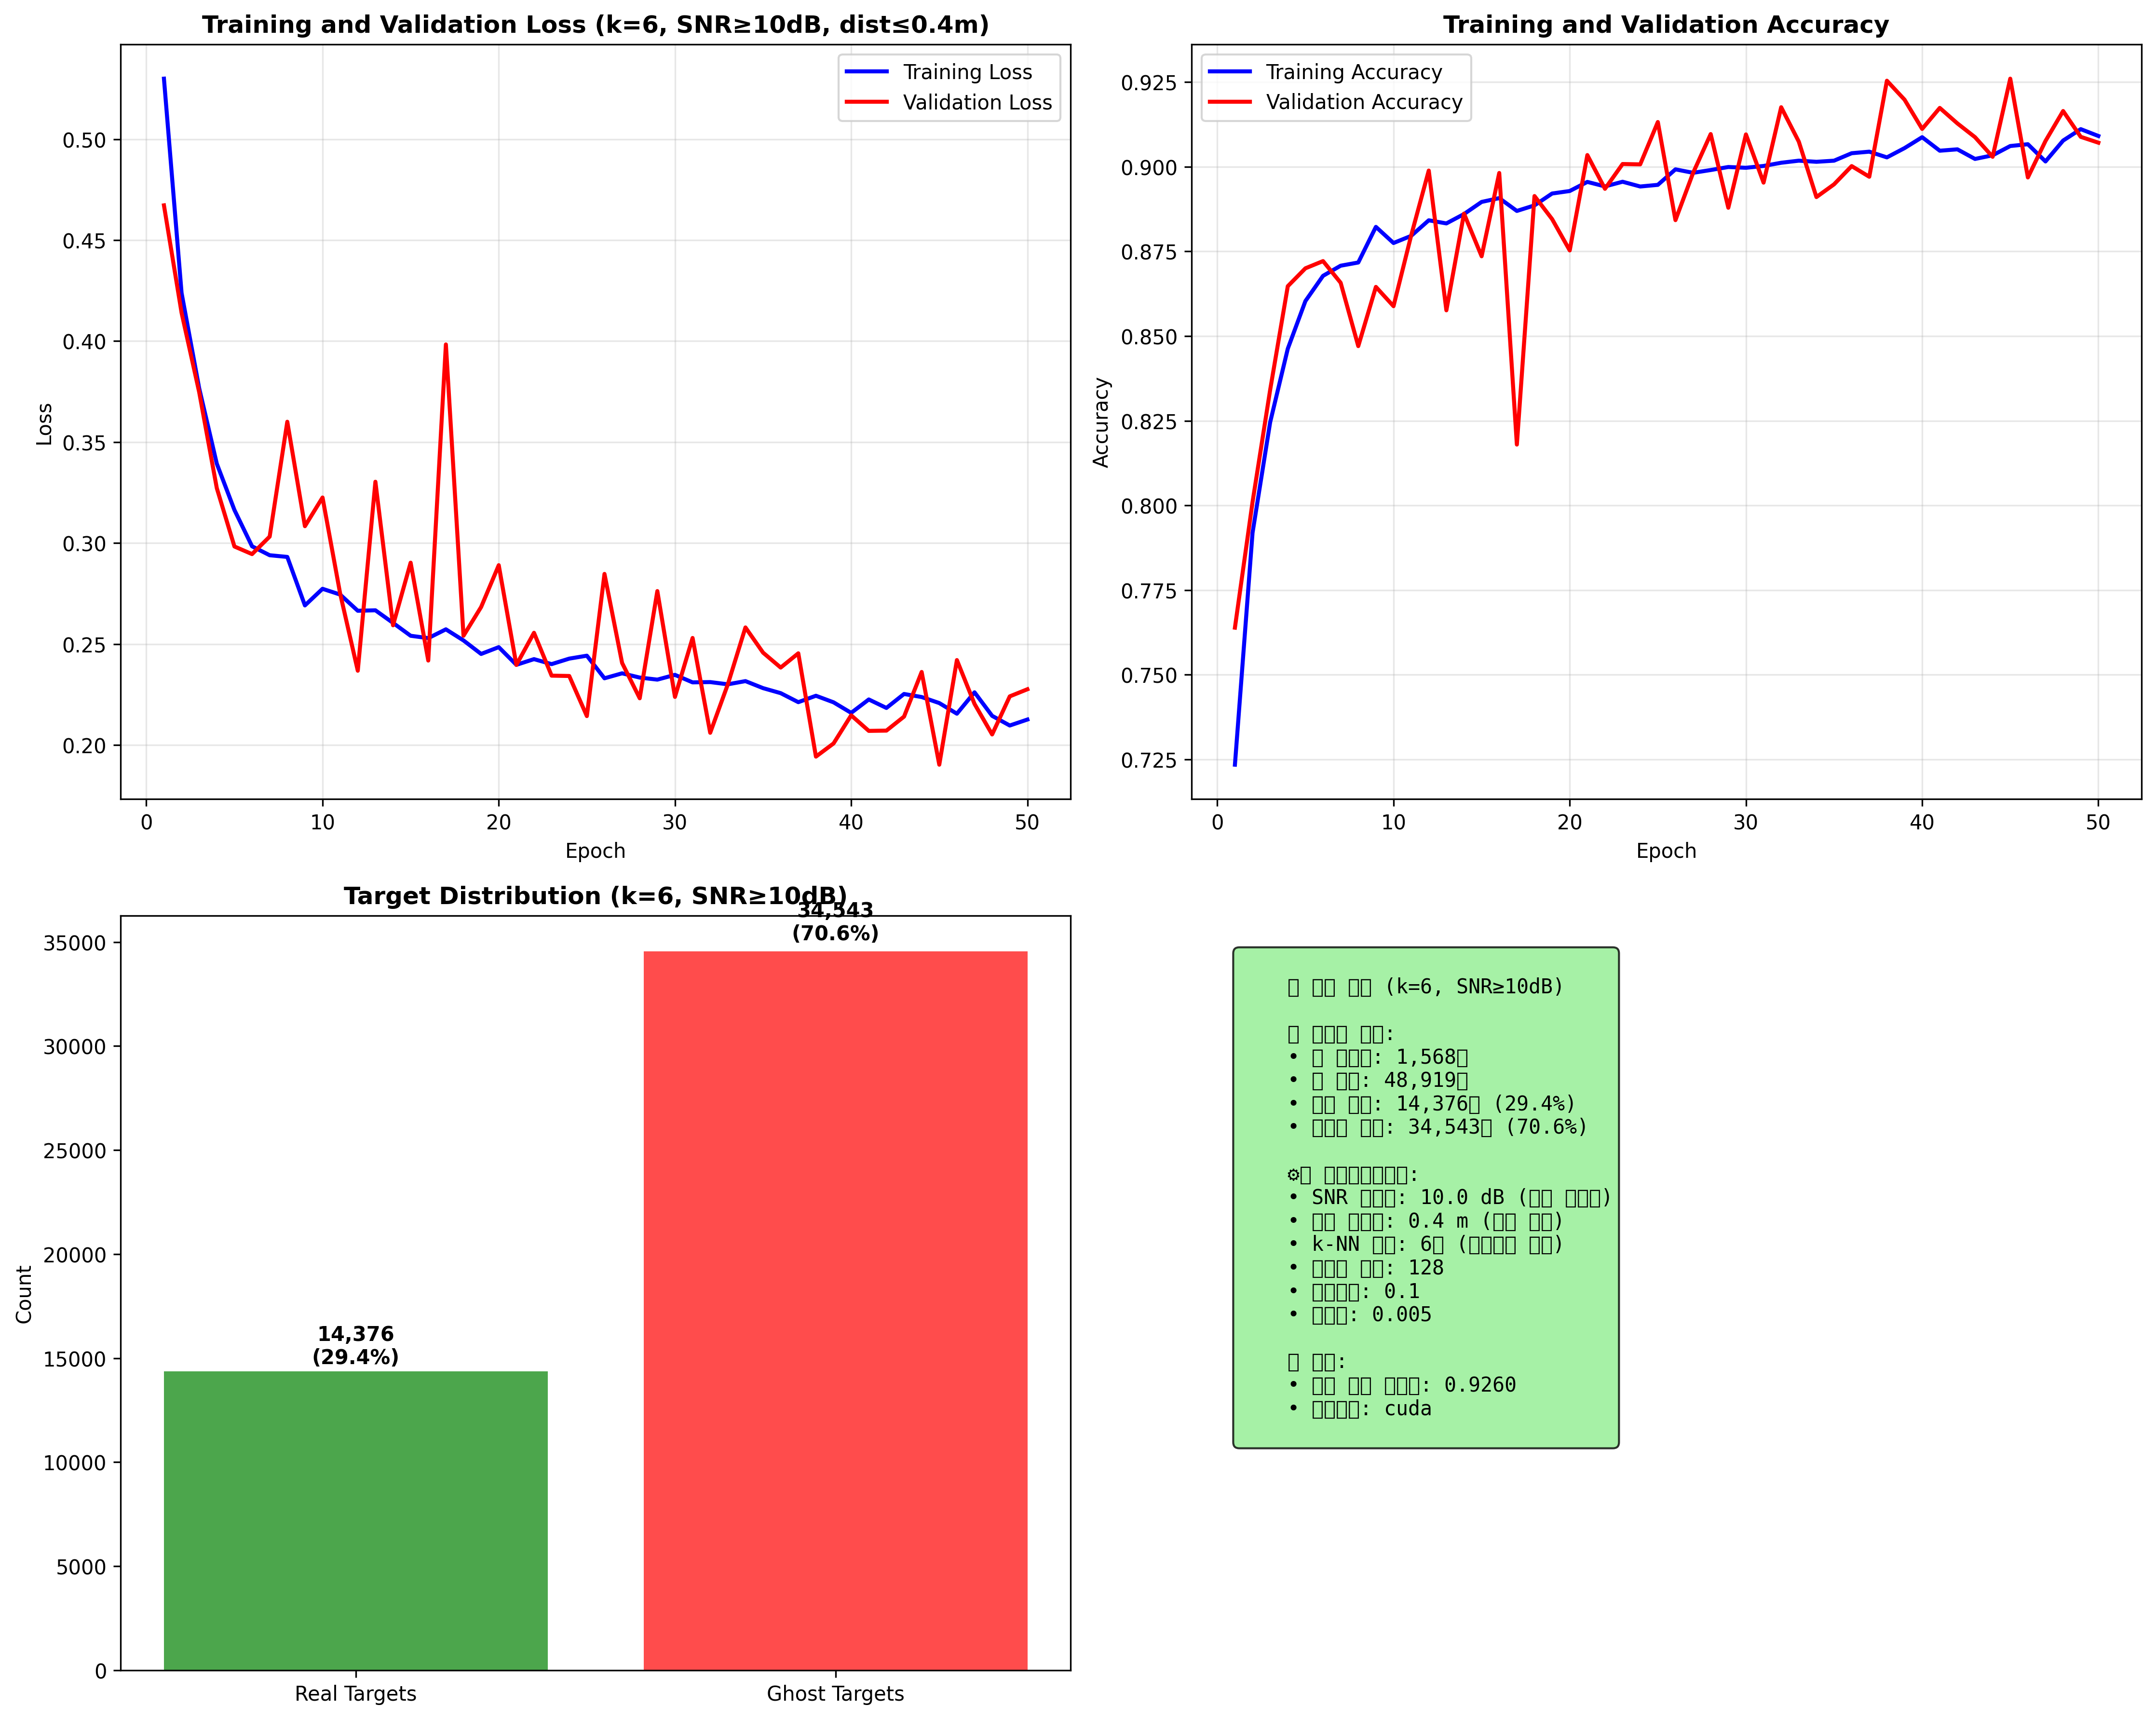 Training and Validation Loss (k=6, SNR≥10dB, dist≤0.4m)
Training Loss
Validation Loss
0.50
0.45
0.40
0.35
0.30
0.25
0.20
Loss
0
10
20
30
40
50
Epoch
Training and Validation Accuracy
Training Accuracy
Validation Accuracy
0.925
0.900
0.875
0.850
0.825
0.800
0.775
0.750
0.725
Accuracy
0
10
20
30
40
50
Epoch
Target Distribution (k=6, SNR≥10dB)
34,543
(70.6%)
14,376
(29.4%)
35000
30000
25000
20000
15000
10000
5000
0
Count
Real Targets
Ghost Targets
(k=6, SNR≥10dB)
:
• : 1,568
• : 48,919
• : 14,376 (29.4%)
• : 34,543 (70.6%)
⚙ :
• SNR : 10.0 dB ( )
• : 0.4 m ( )
• k-NN : 6 ( )
• : 128
• : 0.1
• : 0.005
:
• : 0.9260
• : cuda